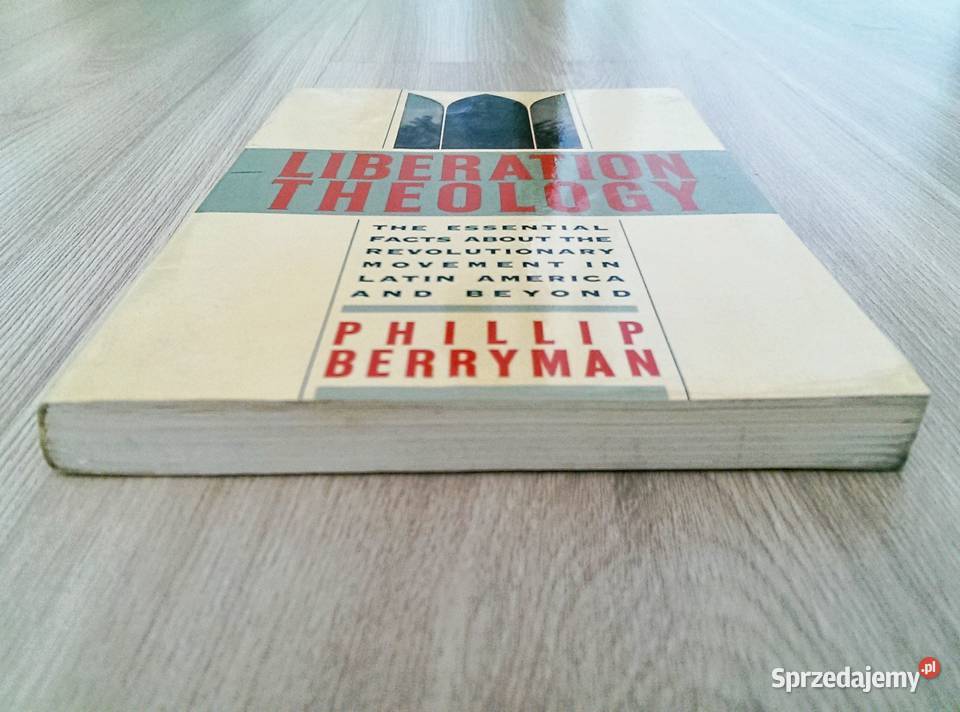 LIBERATION
THEOLOGY
THE ESSENTIAL
FACTS ABOUT THE
REVOLUTIONARY
MOVEMENT IN
LATIN AMERICA
AND BEYOND
PHILLIP
BERRYMAN
Sprzedajemy.pl